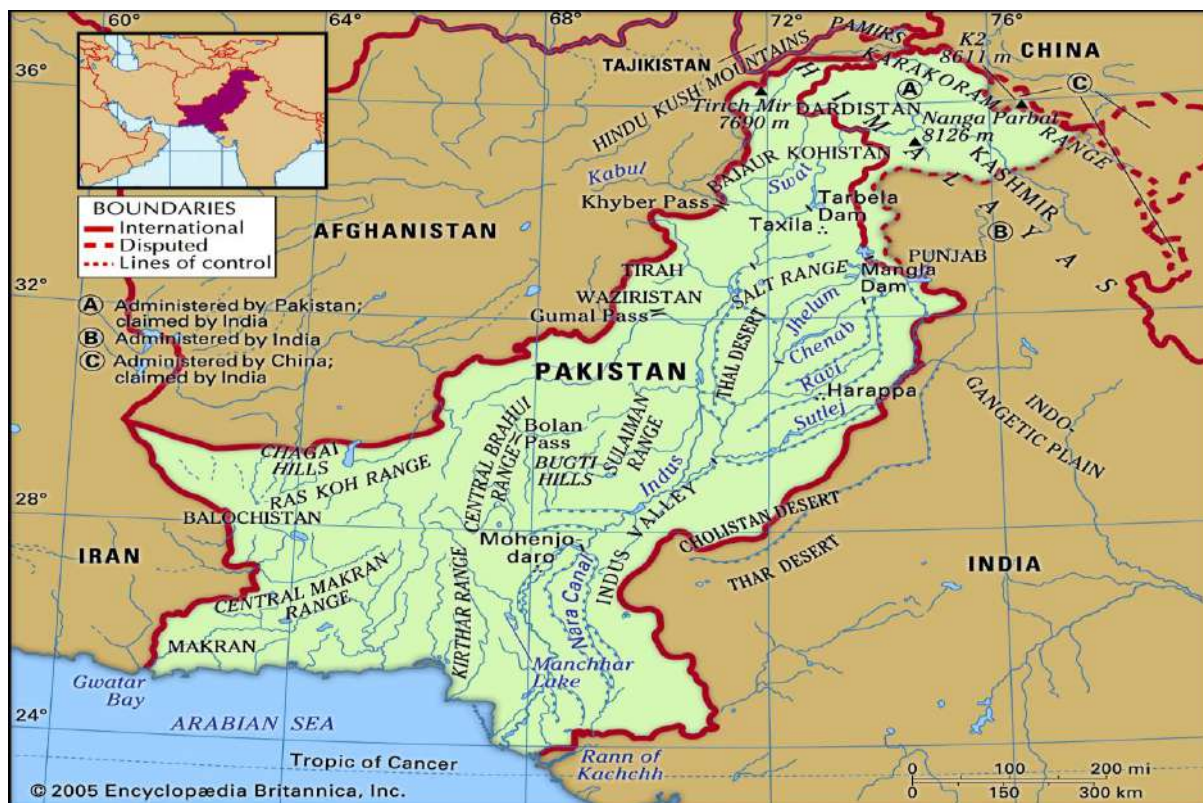 60°
64°
68°
72°
76°
36°
32°
28°
24°
BOUNDARIES
International
Disputed
Lines of control
A Administered by Pakistan;
claimed by India
B Administered by India
C Administered by China;
claimed by India
TAJIKISTAN
PAMIRS
K2
8611 m
CHINA
HINDU KUSH MOUNTAINS
Tirich Mir
7690 m
KARAKORAM RANGE
A
C
DARDISTAN
Nanga Parbat
8126 m
HIMALAYAS
KASHMIR
B
BAJAUR
KOHISTAN
Kabul
Swat
Khyber Pass
Tarbela
Dam
Taxila
AFGHANISTAN
PUNJAB
TIRAH
SALT RANGE
Mangla
Dam
WAZIRISTAN
Gumal Pass
THAL DESERT
Jhelum
Chenab
Ravi
Harappa
Sutlej
PAKISTAN
INDO-
GANGETIC PLAIN
CENTRAL BRAHUI
RANGE
Bolan
Pass
SULAIMAN
RANGE
BUGTI
HILLS
CHAGAI
HILLS
RAS KOH RANGE
Indus
INDUS VALLEY
CHOLISTAN DESERT
THAR DESERT
BALOCHISTAN
Mohenjo-
daro
IRAN
INDIA
CENTRAL MAKRAN
RANGE
KIRTHAR RANGE
Nara Canal
MAKRAN
Manchhar
Lake
Gwatar
Bay
ARABIAN SEA
Tropic of Cancer
Rann of
Kachchh
0 100 200 mi
0 150 300 km
© 2005 Encyclopædia Britannica, Inc.